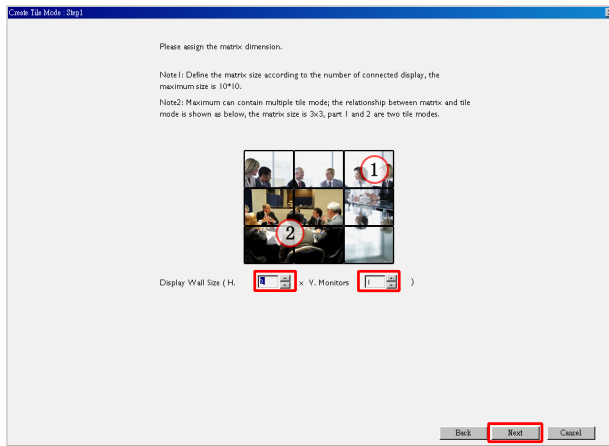 Create Tile Mode : Step1
Please assign the matrix dimension.
Note1: Define the matrix size according to the number of connected display, the
maximum size is 10*10.
Note2: Maximum can contain multiple tile mode; the relationship between matrix and tile
mode is shown as below, the matrix size is 3x3, part 1 and 2 are two tile modes.
1
2
Display Wall Size ( H. 2 x V. Monitors 1 )
Back Next Cancel